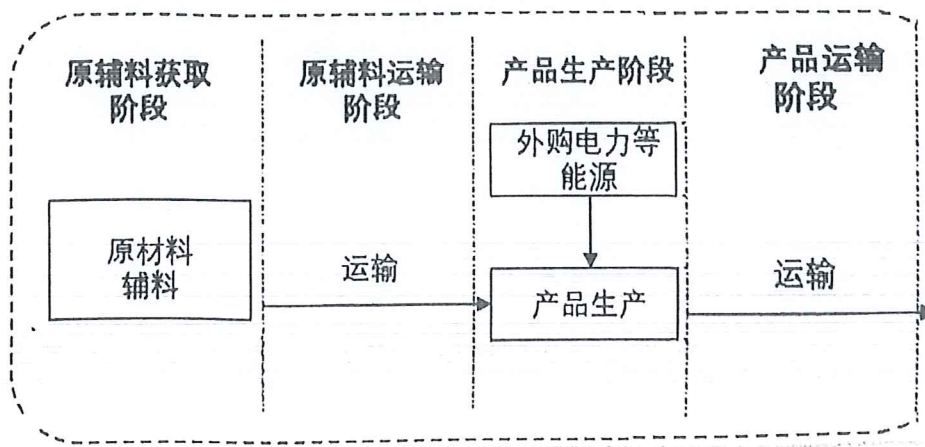 原辅料获取
阶段
原辅料运输
阶段
产品生产阶段
产品运输
阶段
外购电力等
能源
原材料
辅料
运输
产品生产
运输